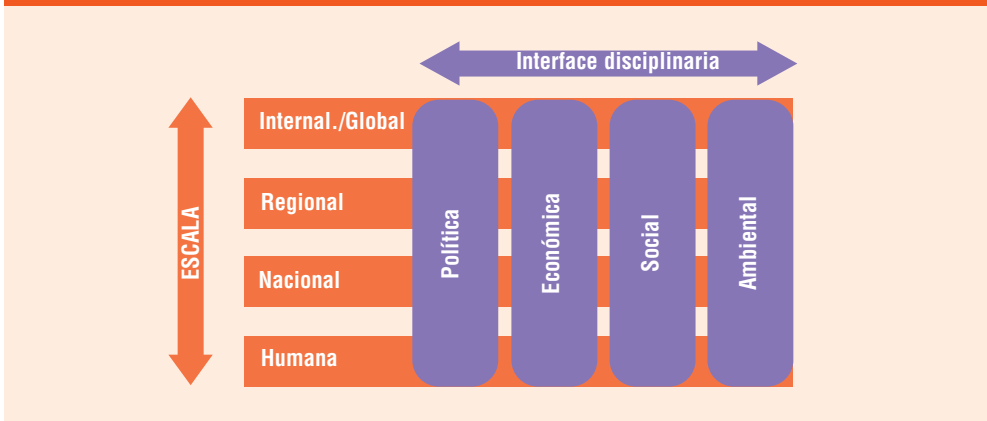 Interface disciplinaria
Internal./Global
Regional
Nacional
Humana
ESCALA
Política
Económica
Social
Ambiental